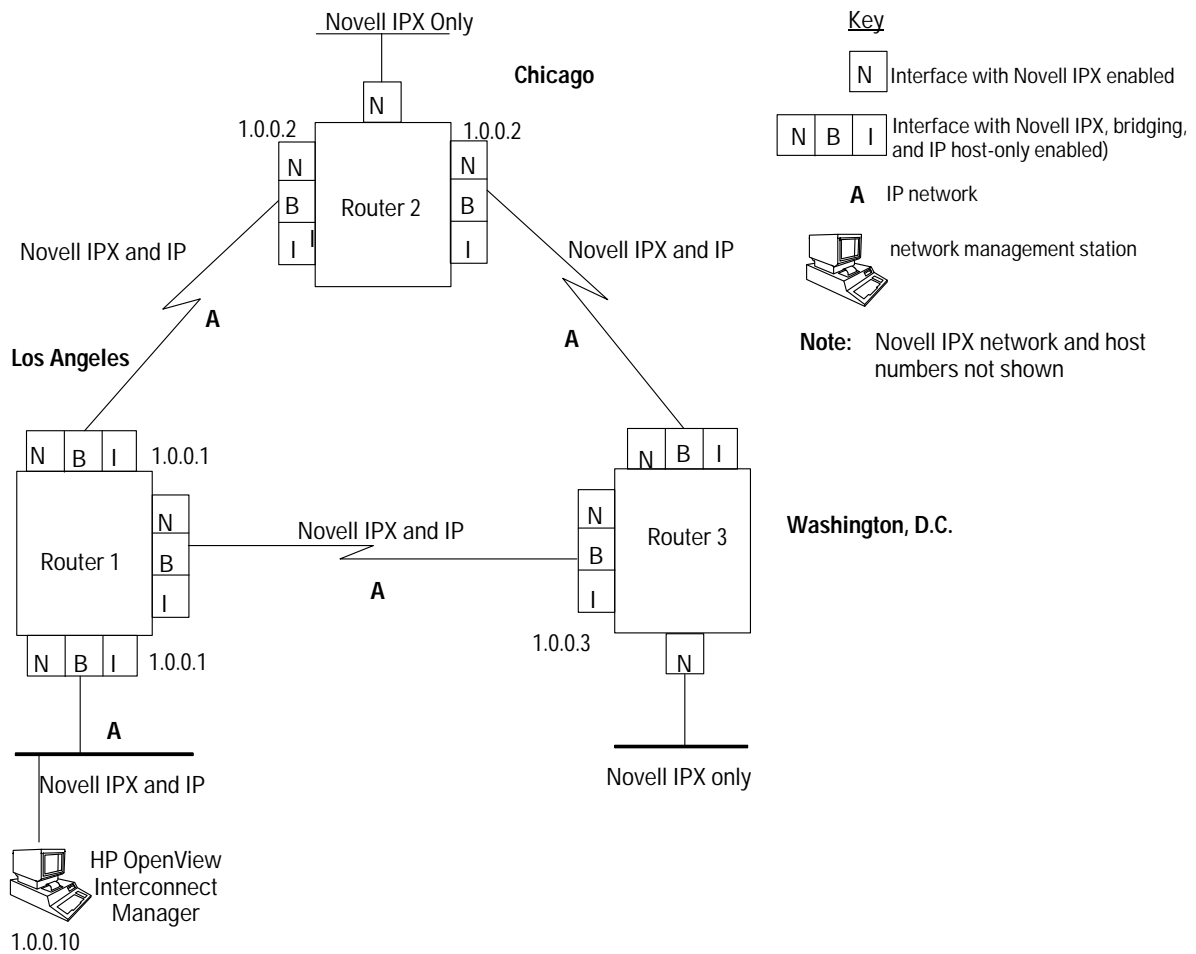 Novell IPX Only
Chicago
N
1.0.0.2
1.0.0.2
N
B
I
I
Router 2
N
B
I
Novell IPX and IP
Novell IPX and IP
A
A
Los Angeles
N B I
1.0.0.1
Router 1
N
B
I
N B I
1.0.0.1
Novell IPX and IP
A
N B I
N
B
I
Router 3
1.0.0.3
N
Washington, D.C.
A
Novell IPX and IP
Novell IPX only
HP OpenView
Interconnect
Manager
1.0.0.10
Key
N Interface with Novell IPX enabled
N B I Interface with Novell IPX, bridging,
and IP host-only enabled)
A IP network
network management station
Note: Novell IPX network and host
numbers not shown